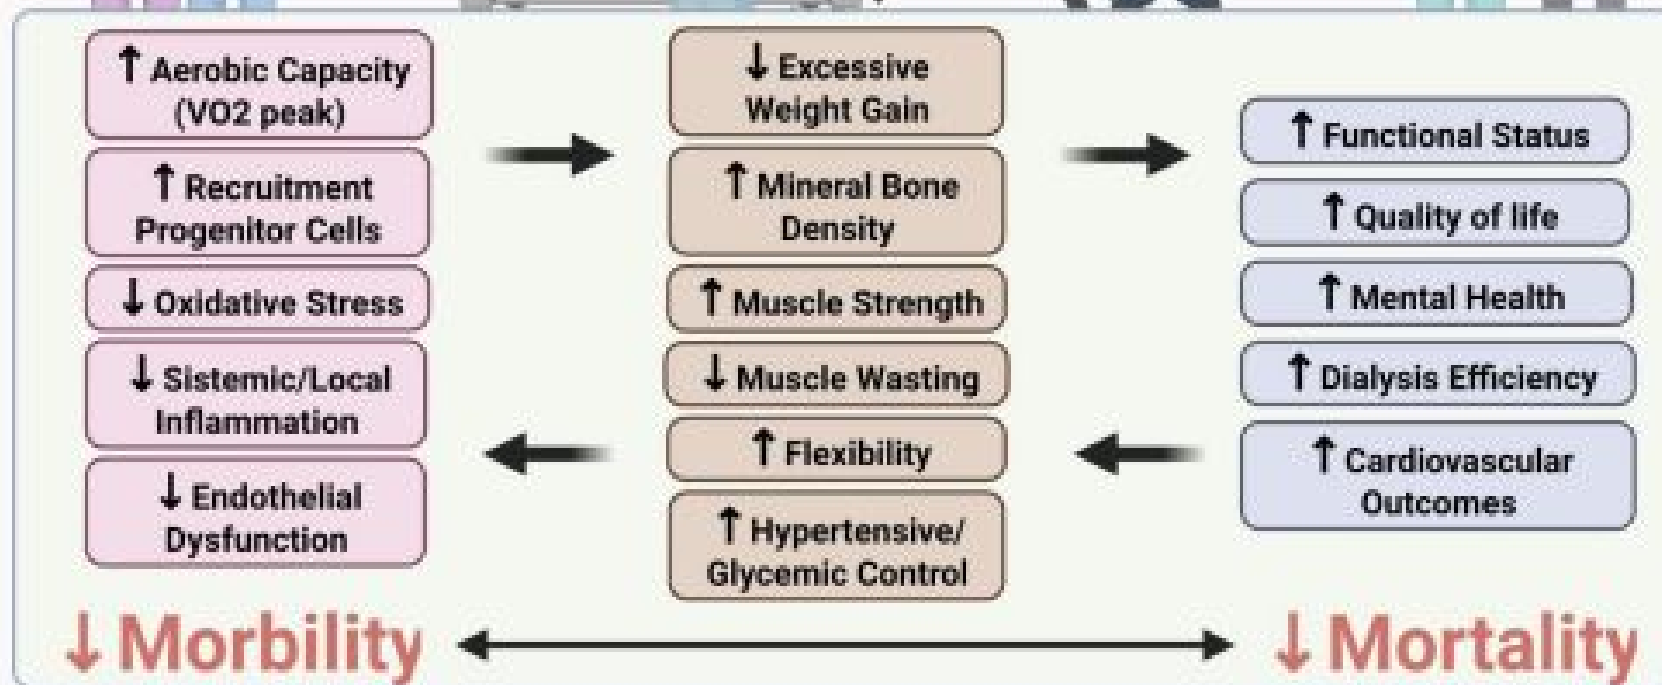 ↑ Aerobic Capacity
(VO2 peak)
↑ Recruitment
Progenitor Cells
↓ Oxidative Stress
↓ Sistemic/Local
Inflammation
↓ Endothelial
Dysfunction
↓ Excessive
Weight Gain
↑ Mineral Bone
Density
↑ Muscle Strength
↓ Muscle Wasting
↑ Flexibility
↑ Hypertensive/
Glycemic Control
↑ Functional Status
↑ Quality of life
↑ Mental Health
↑ Dialysis Efficiency
↑ Cardiovascular
Outcomes
↓ Morbility
↓ Mortality